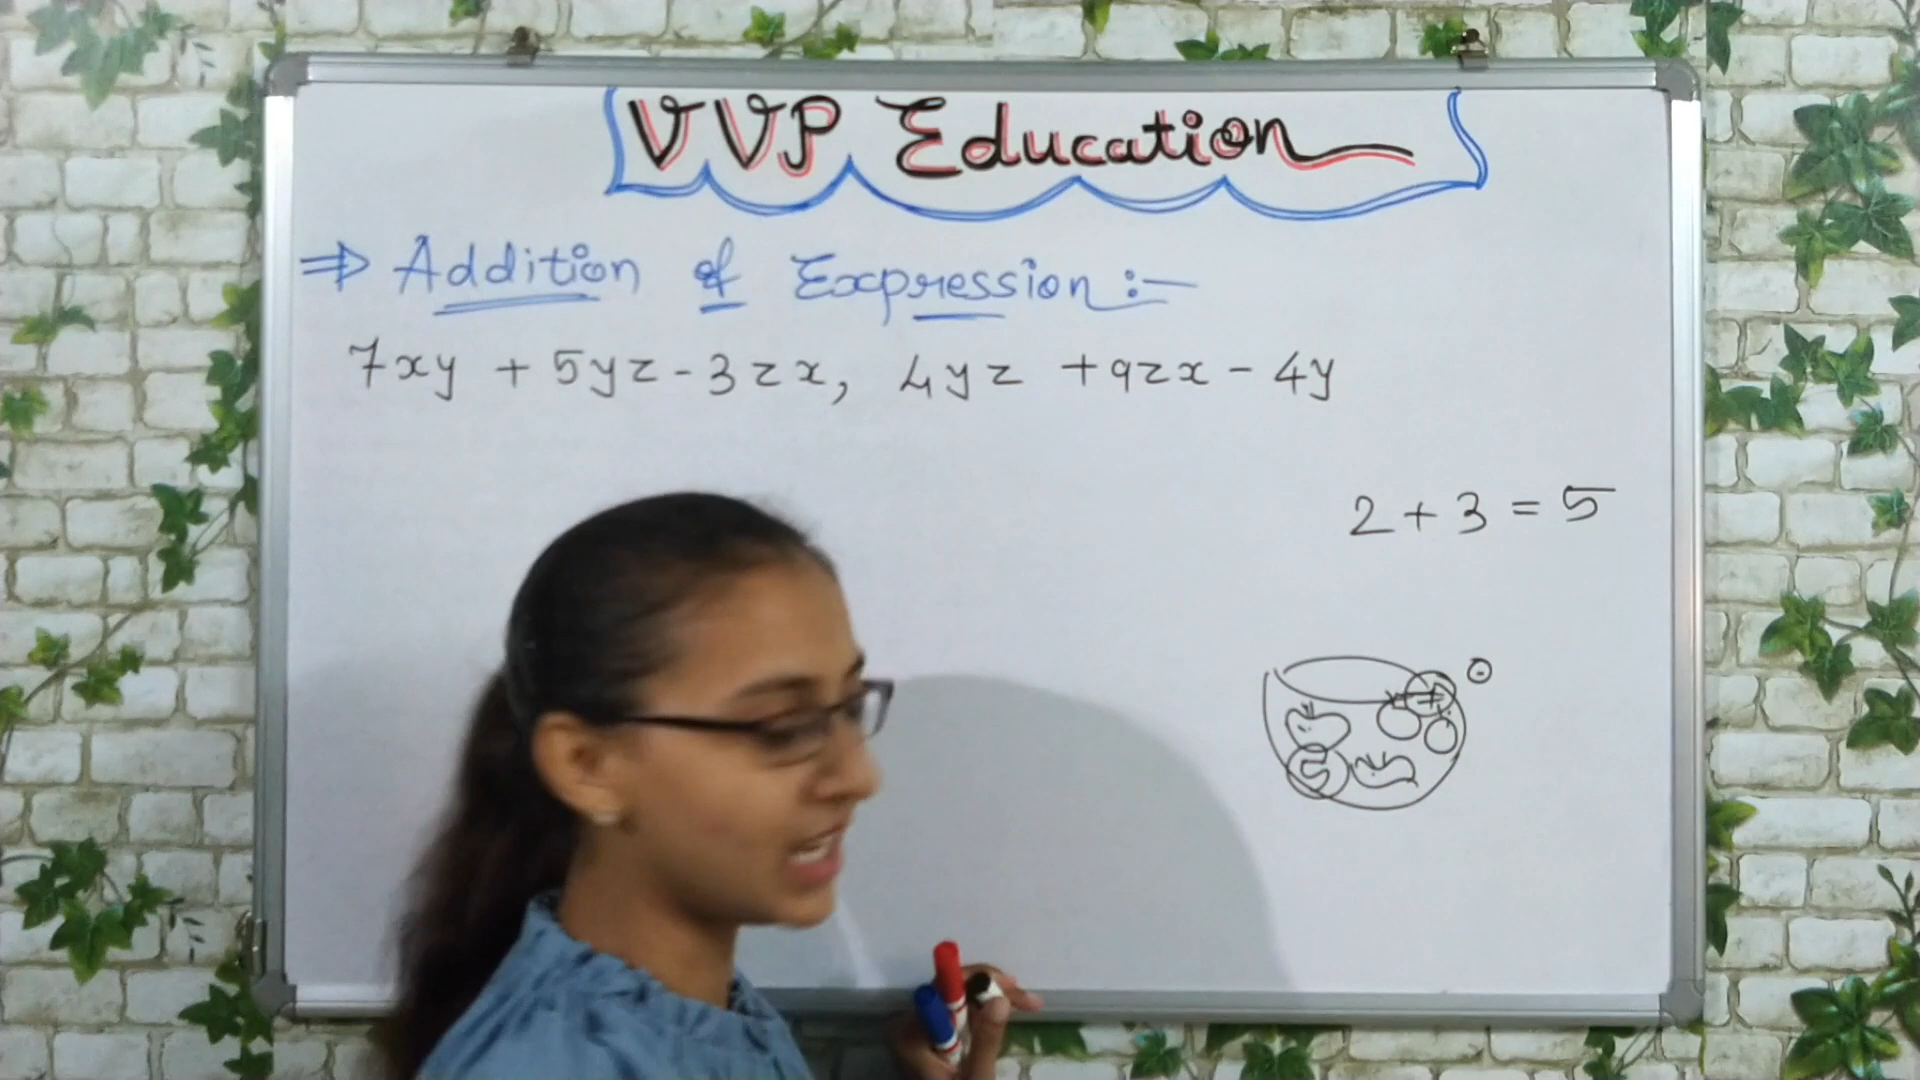 VVP Education
⇒ Addition of Expression :-
7xy + 5yz - 3zx, 4yz + 9zx - 4y
2 + 3 = 5